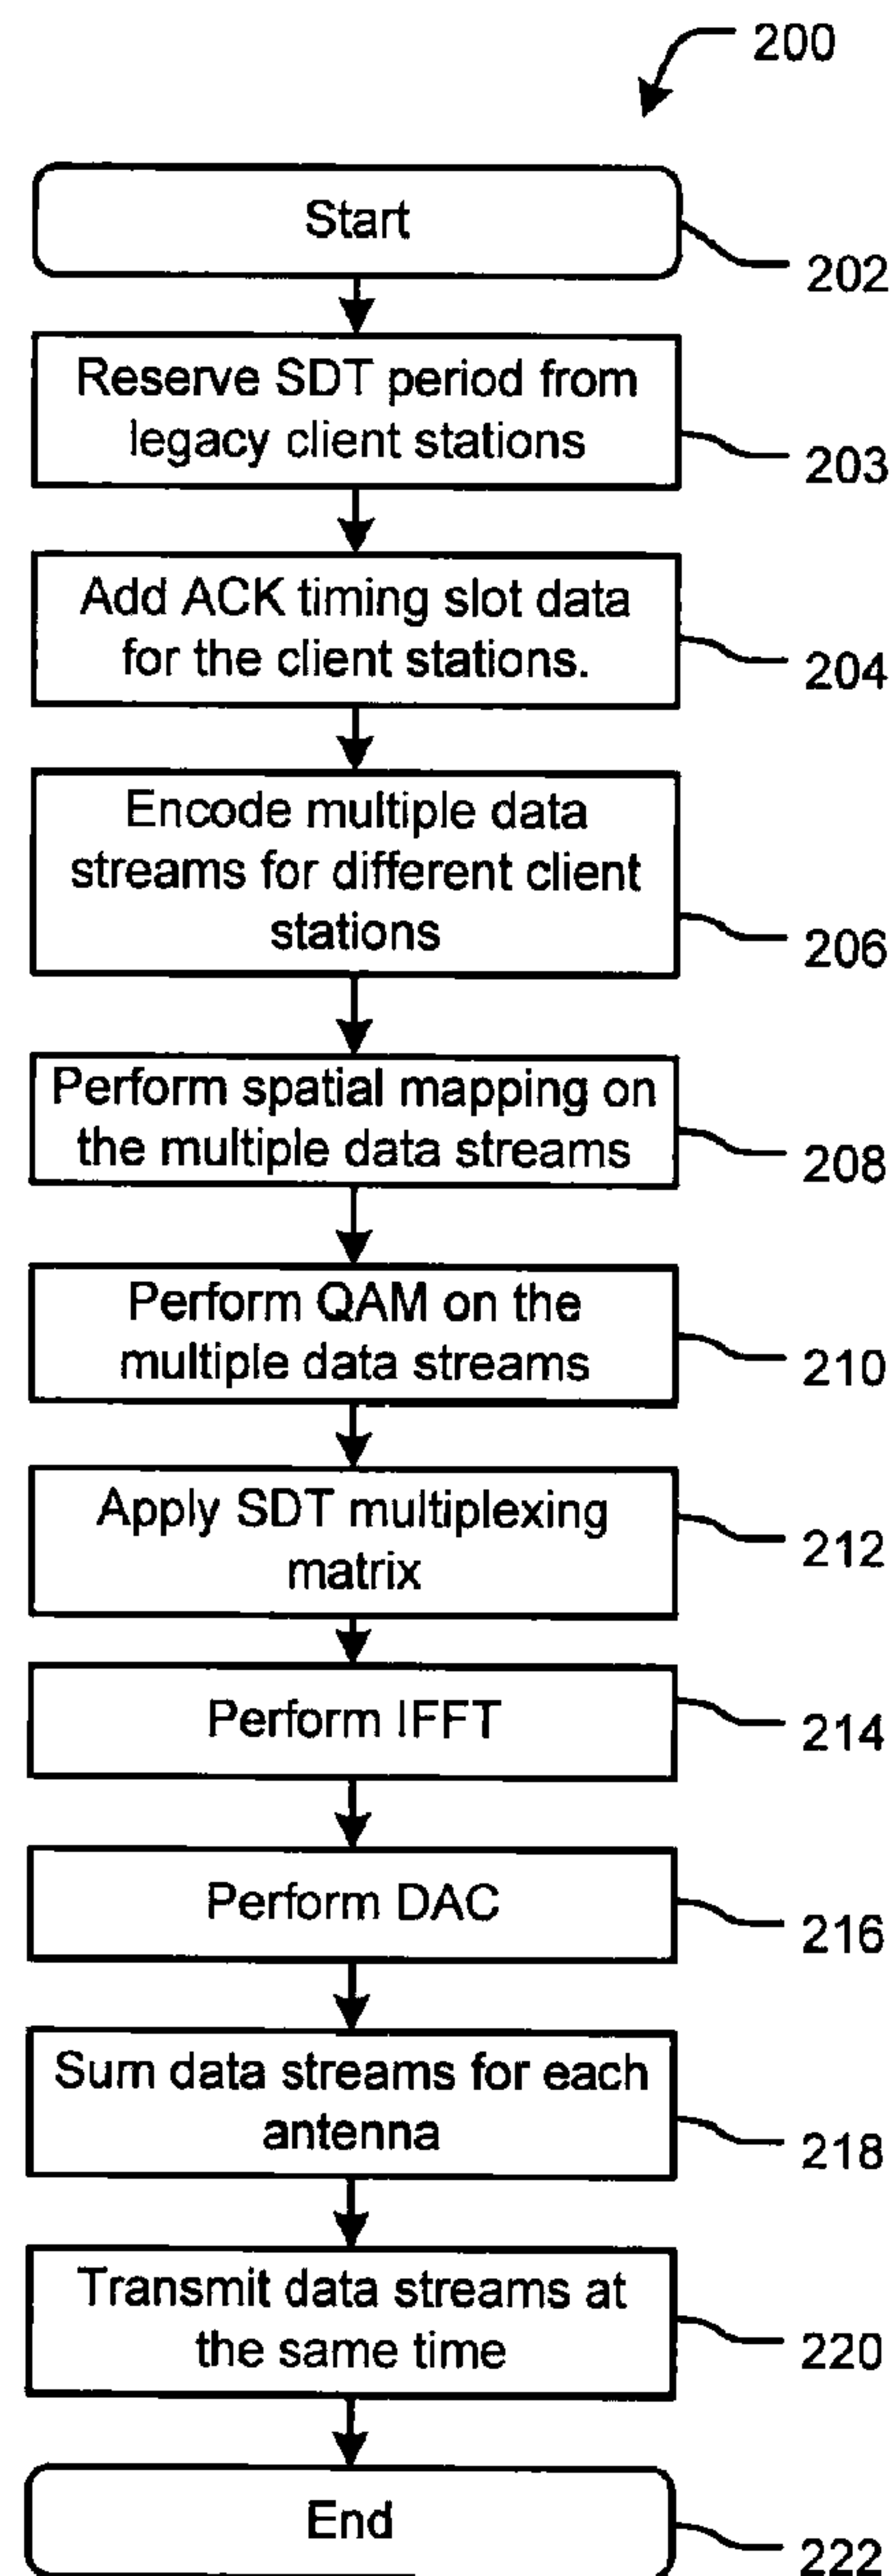 200
Start
202
Reserve SDT period from
legacy client stations
203
Add ACK timing slot data
for the client stations.
204
Encode multiple data
streams for different client
stations
206
Perform spatial mapping on
the multiple data streams
208
Perform QAM on the
multiple data streams
210
Apply SDT multiplexing
matrix
212
Perform IFFT
214
Perform DAC
216
Sum data streams for each
antenna
218
Transmit data streams at
the same time
220
End
222